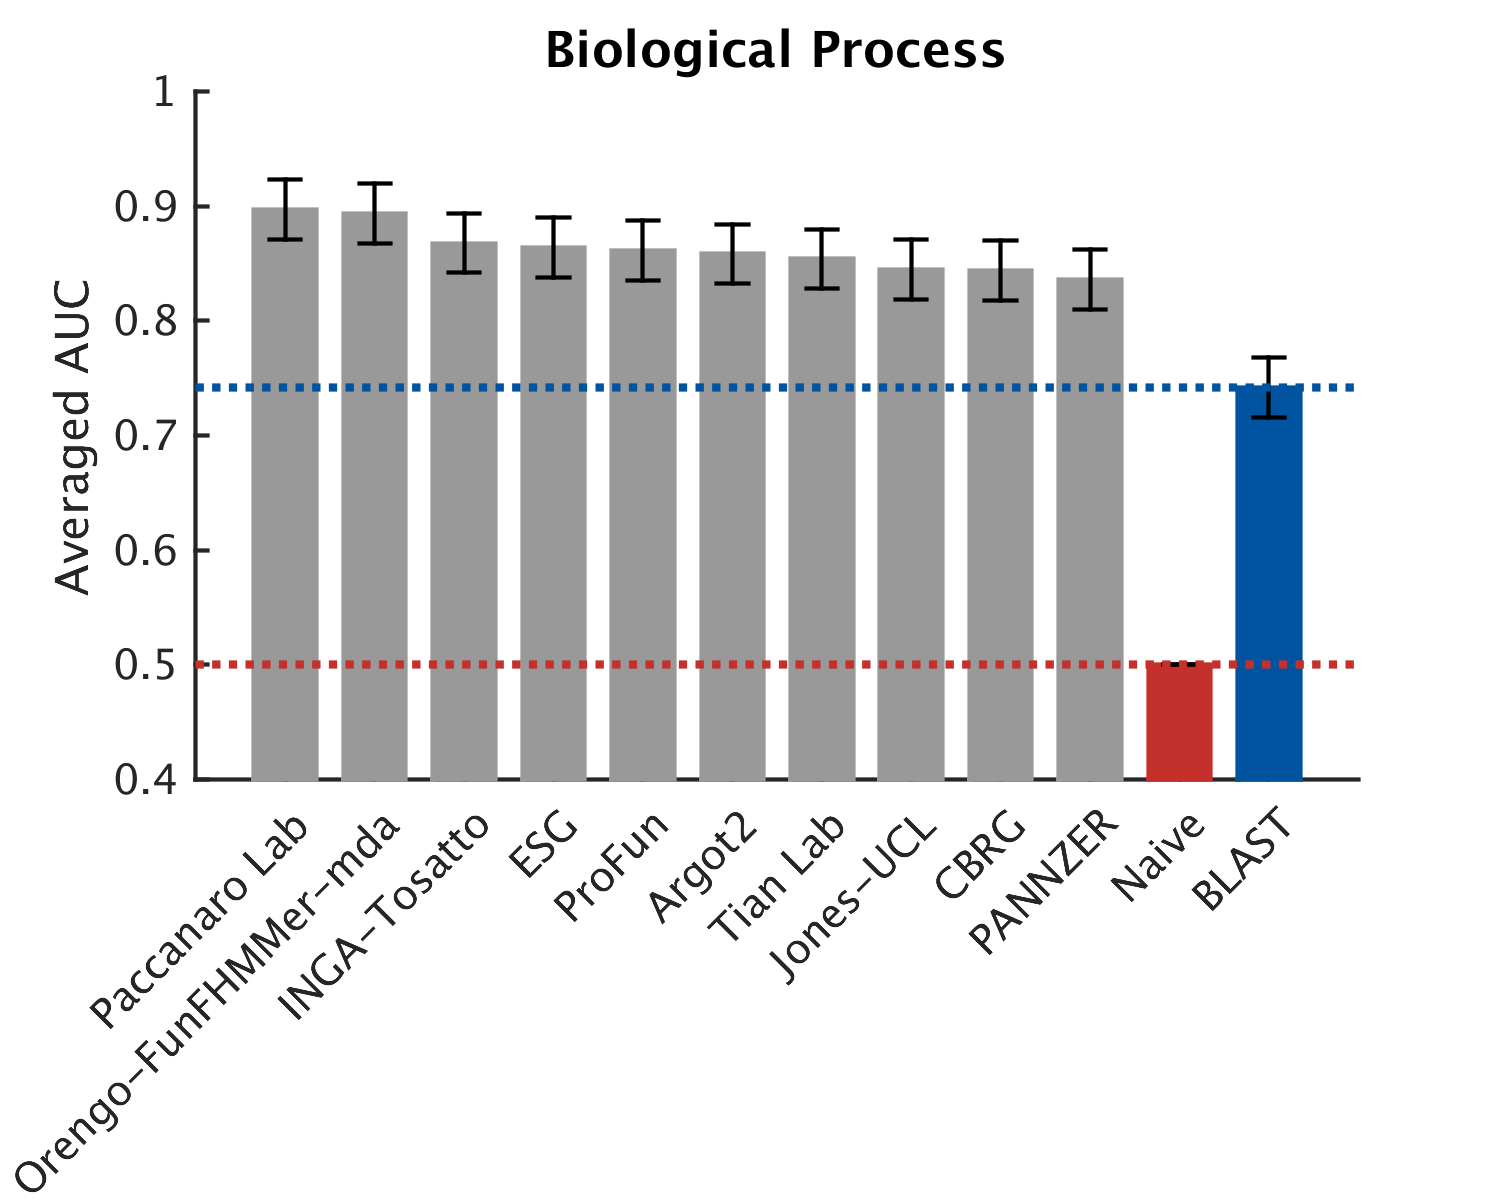 Biological Process
Averaged AUC
1
0.9
0.8
0.7
0.6
0.5
0.4
Paccanaro Lab
Orengo-FunFHMMer-mda
INGA-Tosatto
ESG
ProFun
Argot2
Tian Lab
Jones-UCL
CBRG
PANNZER
Naive
BLAST